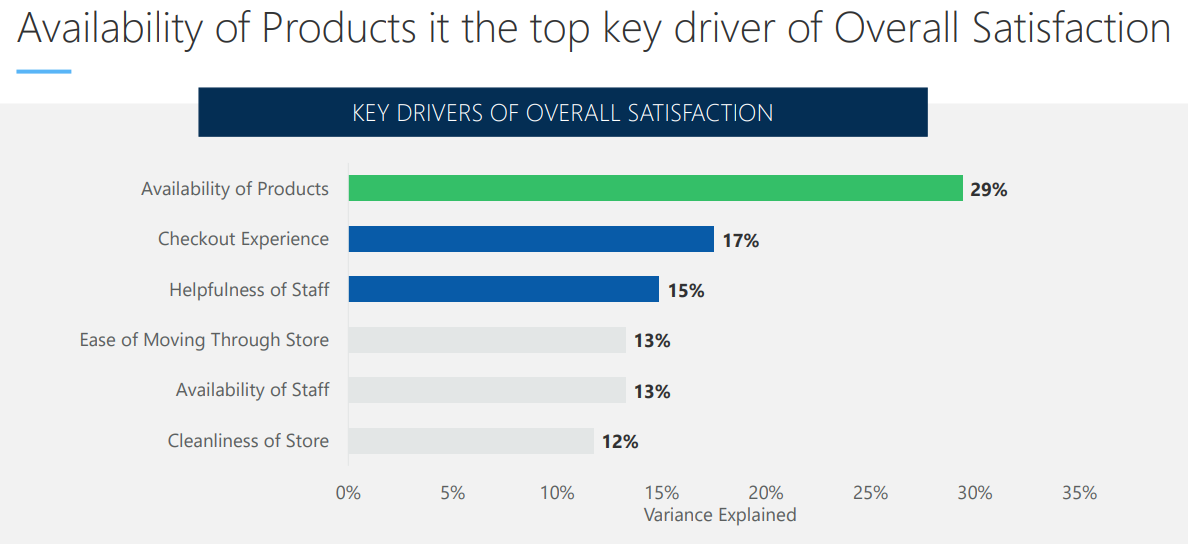 Availability of Products it the top key driver of Overall Satisfaction
KEY DRIVERS OF OVERALL SATISFACTION
Availability of Products 29%
Checkout Experience 17%
Helpfulness of Staff 15%
Ease of Moving Through Store 13%
Availability of Staff 13%
Cleanliness of Store 12%
0% 5% 10% 15% 20% 25% 30% 35%
Variance Explained